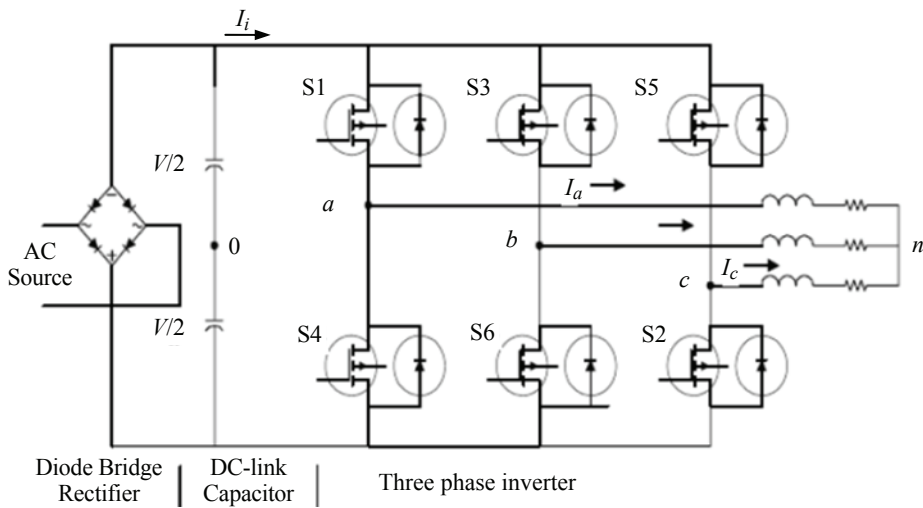 I_i
S1
S3
S5
V/2
I_a
a
AC
Source
0
b
n
c
I_c
V/2
S4
S6
S2
Diode Bridge
Rectifier
DC-link
Capacitor
Three phase inverter